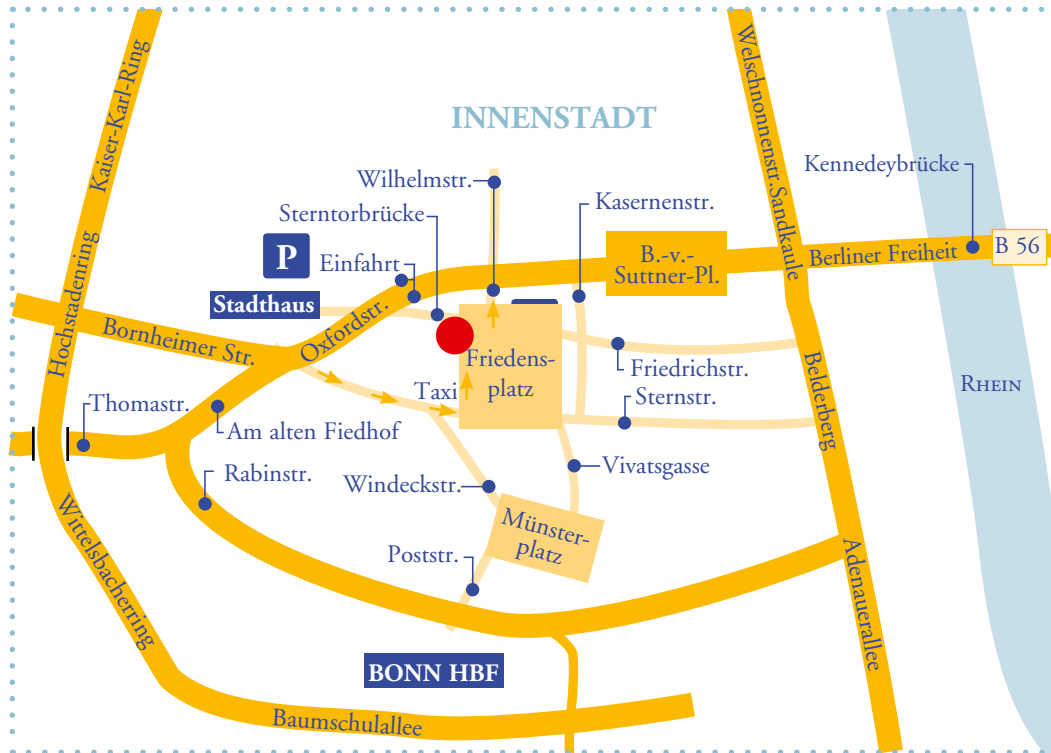 Kaiser-Karl-Ring
Welschnonnenstr.
INNENSTADT
Kennedeybrücke
Wilhelmstr.
Kasernenstr.
Sterntorbrücke
Sandkaule
P
Einfahrt
B.-v.-
Suttner-Pl.
Berliner Freiheit
B 56
Stadthaus
Hochstadenring
Bornheimer Str.
Oxfordstr.
Friedens-
platz
Friedrichstr.
Taxi
Sternstr.
Belderberg
RHEIN
Thomastr.
Am alten Fiedhof
Rabinstr.
Windeckstr.
Vivatsgasse
Münster-
platz
Wittelsbacherring
Poststr.
Adenauerallee
BONN HBF
Baumschulallee